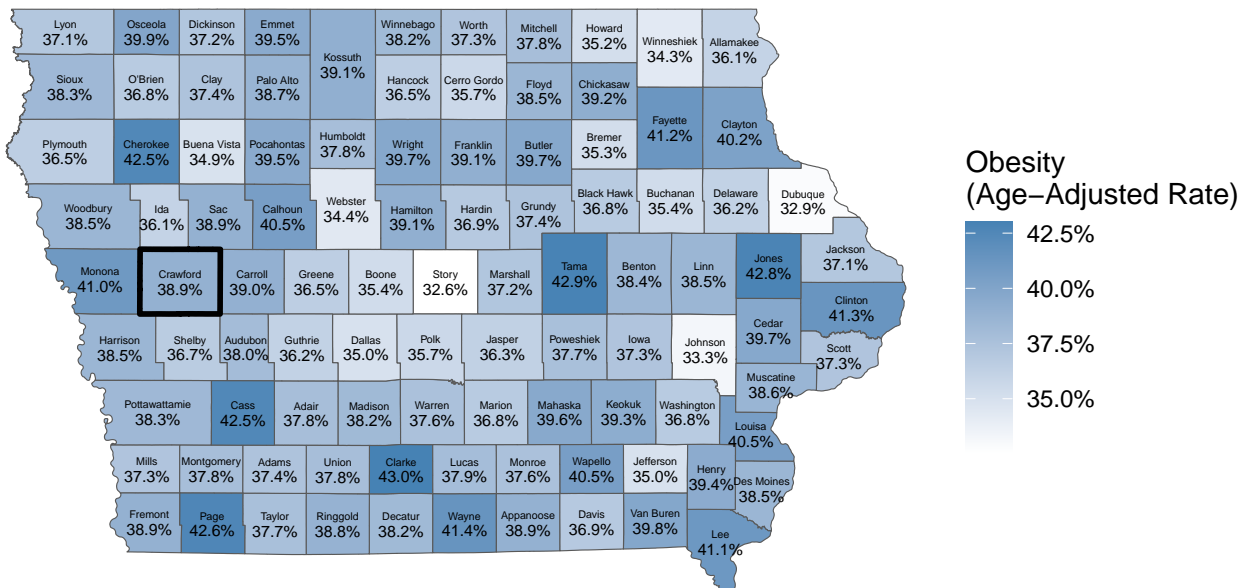 Lyon
37.1%
Osceola
39.9%
Dickinson
37.2%
Emmet
39.5%
Kossuth
39.1%
Winnebago
38.2%
Worth
37.3%
Mitchell
37.8%
Howard
35.2%
Winneshiek
34.3%
Allamakee
36.1%
Sioux
38.3%
O'Brien
36.8%
Clay
37.4%
Palo Alto
38.7%
Hancock
36.5%
Cerro Gordo
35.7%
Floyd
38.5%
Chickasaw
39.2%
Fayette
41.2%
Clayton
40.2%
Plymouth
36.5%
Cherokee
42.5%
Buena Vista
34.9%
Pocahontas
39.5%
Humboldt
37.8%
Wright
39.7%
Franklin
39.1%
Butler
39.7%
Bremer
35.3%
Woodbury
38.5%
Ida
36.1%
Sac
38.9%
Calhoun
40.5%
Webster
34.4%
Hamilton
39.1%
Hardin
36.9%
Grundy
37.4%
Black Hawk
36.8%
Buchanan
35.4%
Delaware
36.2%
Dubuque
32.9%
Monona
41.0%
Crawford
38.9%
Carroll
39.0%
Greene
36.5%
Boone
35.4%
Story
32.6%
Marshall
37.2%
Tama
42.9%
Benton
38.4%
Linn
38.5%
Jones
42.8%
Jackson
37.1%
Clinton
41.3%
Harrison
38.5%
Shelby
36.7%
Audubon
38.0%
Guthrie
36.2%
Dallas
35.0%
Polk
35.7%
Jasper
36.3%
Poweshiek
37.7%
Iowa
37.3%
Johnson
33.3%
Cedar
39.7%
Scott
37.3%
Muscatine
38.6%
Pottawattamie
38.3%
Cass
42.5%
Adair
37.8%
Madison
38.2%
Warren
37.6%
Marion
36.8%
Mahaska
39.6%
Keokuk
39.3%
Washington
36.8%
Louisa
40.5%
Mills
37.3%
Montgomery
37.8%
Adams
37.4%
Union
37.8%
Clarke
43.0%
Lucas
37.9%
Monroe
37.6%
Wapello
40.5%
Jefferson
35.0%
Henry
39.4%
Des Moines
38.5%
Fremont
38.9%
Page
42.6%
Taylor
37.7%
Ringgold
38.8%
Decatur
38.2%
Wayne
41.4%
Appanoose
38.9%
Davis
36.9%
Van Buren
39.8%
Lee
41.1%
Obesity
(Age−Adjusted Rate)
42.5%
40.0%
37.5%
35.0%